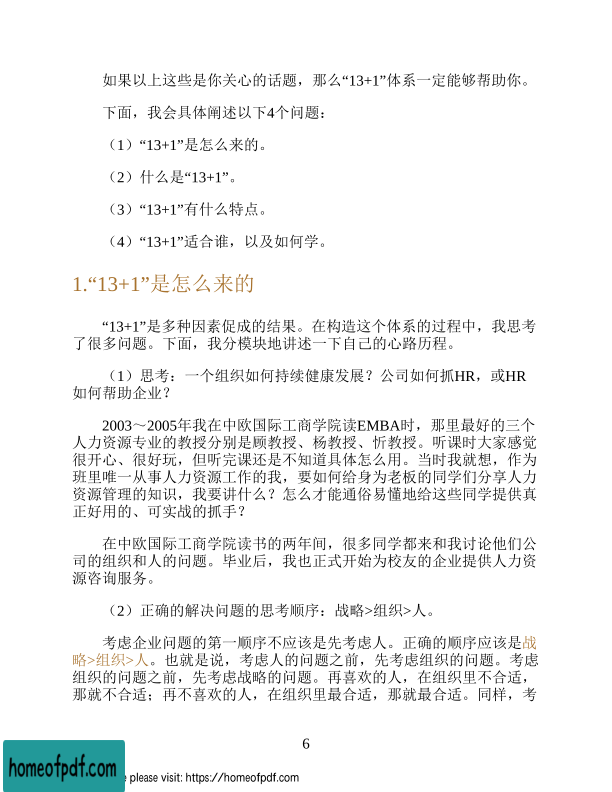 如果以上这些是你关心的话题，那么“13+1”体系一定能够帮助你。
下面，我会具体阐述以下4个问题：
（1）“13+1”是怎么来的。
（2）什么是“13+1”。
（3）“13+1”有什么特点。
（4）“13+1”适合谁，以及如何学。
1.“13+1”是怎么来的
“13+1”是多种因素促成的结果。在构造这个体系的过程中，我思考
了很多问题。下面，我分模块地讲述一下自己的心路历程。
（1）思考：一个组织如何持续健康发展？公司如何抓HR，或HR
如何帮助企业？
2003～2005年我在中欧国际工商学院读EMBA时，那里最好的三个
人力资源专业的教授分别是顾教授、杨教授、忻教授。听课时大家感觉
很开心、很好玩，但听完课还是不知道具体怎么用。当时我就想，作为
班里唯一从事人力资源工作的我，要如何给身为老板的同学们分享人力
资源管理的知识，我要讲什么？怎么才能通俗易懂地给这些同学提供真
正好用的、可实战的抓手？
在中欧国际工商学院读书的两年间，很多同学都来和我讨论他们公
司的组织和人的问题。毕业后，我也正式开始为校友的企业提供人力资
源咨询服务。
（2）正确的解决问题的思考顺序：战略>组织>人。
考虑企业问题的第一顺序不应该是先考虑人。正确的顺序应该是战
略>组织>人。也就是说，考虑人的问题之前，先考虑组织的问题。考虑
组织的问题之前，先考虑战略的问题。再喜欢的人，在组织里不合适，
那就不合适；再不喜欢的人，在组织里最合适，那就最合适。同样，考
6
homeofpdf.com
please visit: https://homeofpdf.com